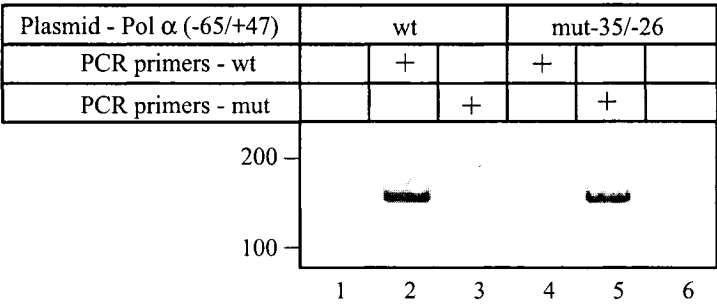 Plasmid - Pol α (-65/+47) wt mut-35/-26
PCR primers - wt + +
PCR primers - mut + +
200
100
1 2 3 4 5 6